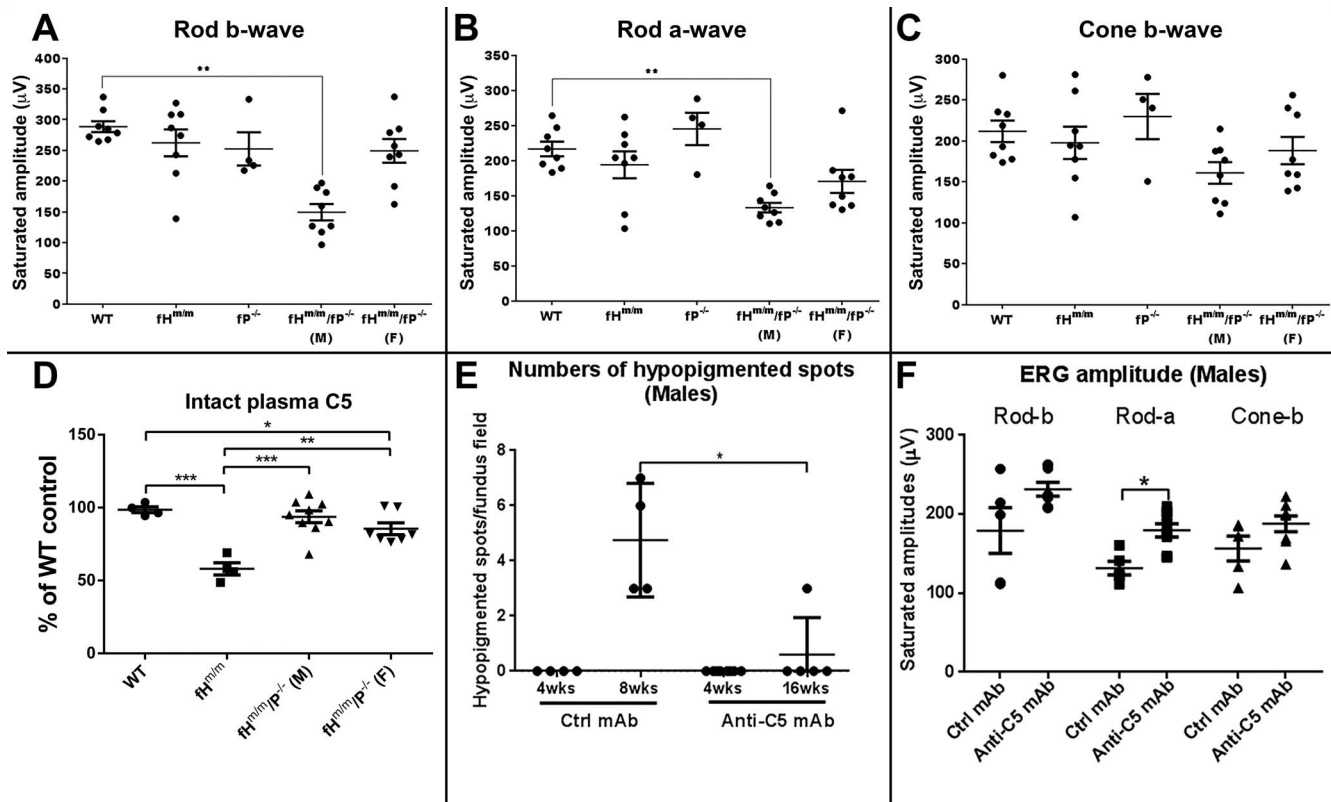 A
Rod b-wave
Saturated amplitude (µV)
400
350
300
250
200
150
100
50
0
**
WT
fH^m/m
fP^-/-
fH^m/m/fP^-/-
(M)
fH^m/m/fP^-/-
(F)
B
Rod a-wave
Saturated amplitude (µV)
350
300
250
200
150
100
50
0
**
WT
fH^m/m
fP^-/-
fH^m/m/fP^-/-
(M)
fH^m/m/fP^-/-
(F)
C
Cone b-wave
Saturated amplitude (µV)
300
250
200
150
100
50
0
WT
fH^m/m
fP^-/-
fH^m/m/fP^-/-
(M)
fH^m/m/fP^-/-
(F)
D
Intact plasma C5
% of WT control
150
100
50
0
*
**
***
***
WT
fH^m/m
fH^m/m/P^-/- (M)
fH^m/m/P^-/- (F)
E
Numbers of hypopigmented spots
(Males)
Hypopigmented spots/fundus field
8
6
4
2
0
*
4wks
8wks
4wks
16wks
Ctrl mAb
Anti-C5 mAb
F
ERG amplitude (Males)
Rod-b
Rod-a
Cone-b
Saturated amplitudes (µV)
300
200
100
0
*
Ctrl mAb
Anti-C5 mAb
Ctrl mAb
Anti-C5 mAb
Ctrl mAb
Anti-C5 mAb